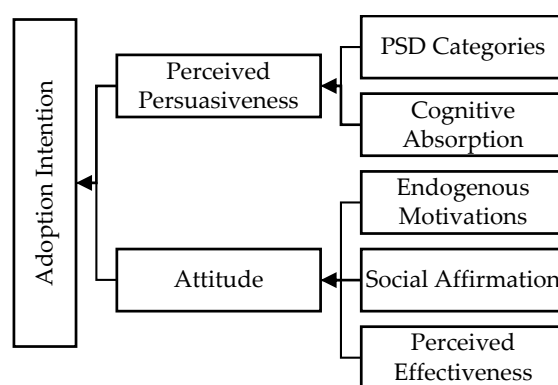 Adoption Intention
Perceived
Persuasiveness
Attitude
PSD Categories
Cognitive
Absorption
Endogenous
Motivations
Social Affirmation
Perceived
Effectiveness